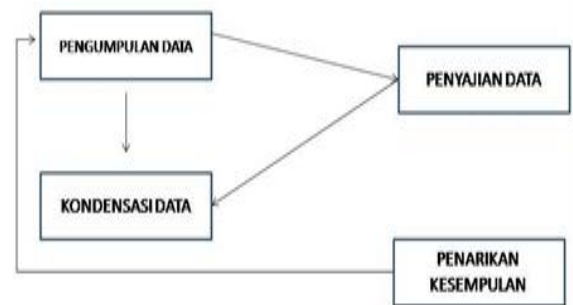 PENGUMPULAN DATA
PENYAJIAN DATA
KONDENSASI DATA
PENARIKAN
KESEMPULAN